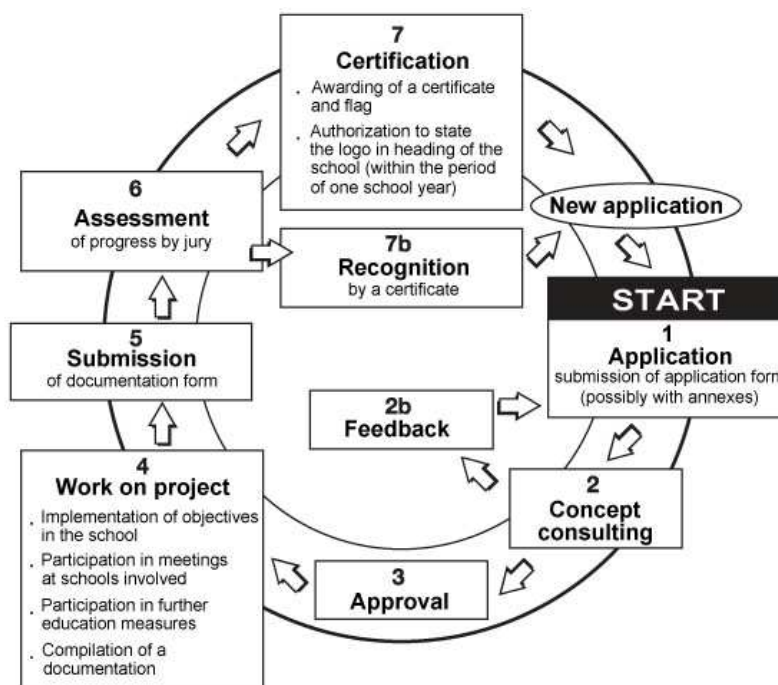 7
Certification
. Awarding of a certificate
and flag
. Authorization to state
the logo in heading of the
school (within the period
of one school year)
New application
6
Assessment
of progress by jury
7b
Recognition
by a certificate
START
1
Application
submission of application form
(possibly with annexes)
5
Submission
of documentation form
2b
Feedback
2
Concept
consulting
4
Work on project
. Implementation of objectives
in the school
. Participation in meetings
at schools involved
. Participation in further
education measures
. Compilation of a
documentation
3
Approval